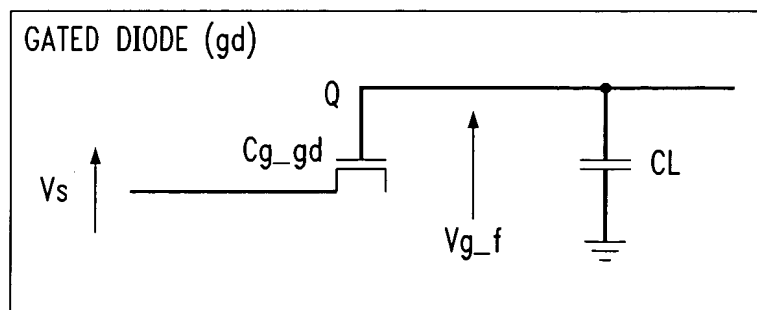 GATED DIODE (gd)
Q
Cg_gd
CL
Vs
Vg_f